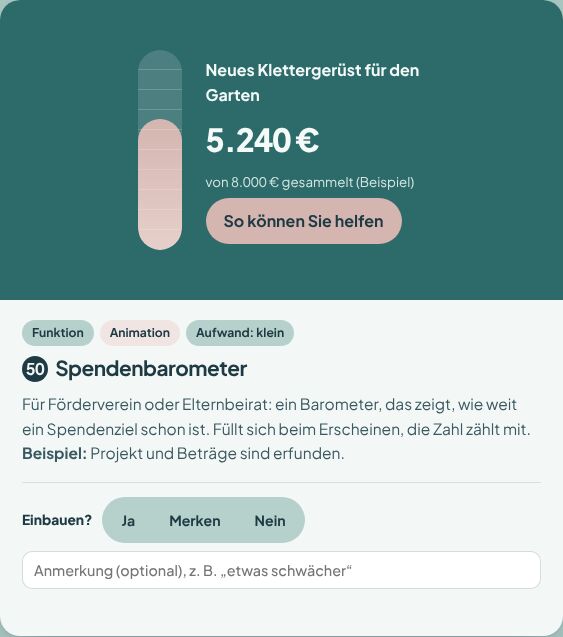 Neues Klettergerüst für den
Garten
5.240 €
von 8.000 € gesammelt (Beispiel)
So können Sie helfen
Funktion Animation Aufwand: klein
50 Spendenbarometer
Für Förderverein oder Elternbeirat: ein Barometer, das zeigt, wie weit
ein Spendenziel schon ist. Füllt sich beim Erscheinen, die Zahl zählt mit.
Beispiel: Projekt und Beträge sind erfunden.
Einbauen? Ja Merken Nein
Anmerkung (optional), z. B. „etwas schwächer“